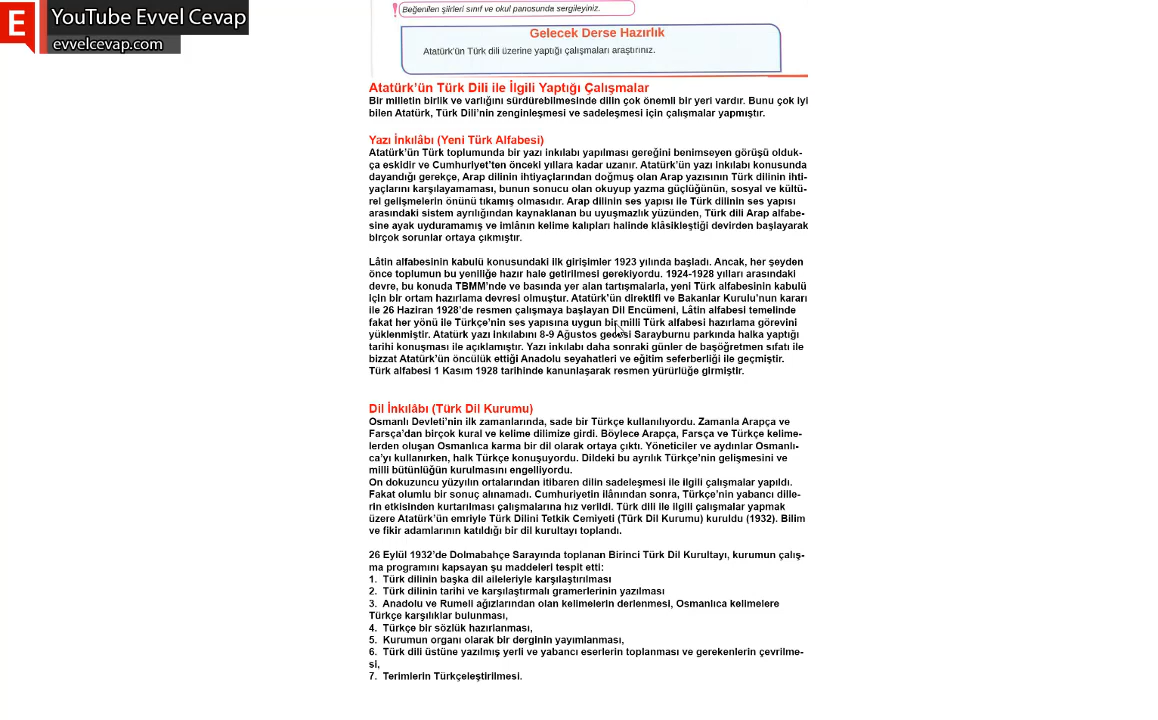 E
YouTube Evvel Cevap
evvelcevap.com
Beğenilen şiirleri sınıf ve okul panosunda sergileyiniz.
Gelecek Derse Hazırlık
Atatürk'ün Türk dili üzerine yaptığı çalışmaları araştırınız.
Atatürk'ün Türk Dili ile İlgili Yaptığı Çalışmalar
Bir milletin birlik ve varlığını sürdürebilmesinde dilin çok önemli bir yeri vardır. Bunu çok iyi
bilen Atatürk, Türk Dili'nin zenginleşmesi ve sadeleşmesi için çalışmalar yapmıştır.
Yazı İnkılâbı (Yeni Türk Alfabesi)
Atatürk'ün Türk toplumunda bir yazı inkılabı yapılması gereğini benimseyen görüşü olduk-
ça eskidir ve Cumhuriyet'ten önceki yıllara kadar uzanır. Atatürk'ün yazı inkılabı konusunda
dayandığı gerekçe, Arap dilinin ihtiyaçlarından doğmuş olan Arap yazısının Türk dilinin ihti-
yaçlarını karşılayamaması, bunun sonucu olan okuyup yazma güçlüğünün, sosyal ve kültü-
rel gelişmelerin önünü tıkamış olmasıdır. Arap dilinin ses yapısı ile Türk dilinin ses yapısı
arasındaki sistem ayrılığından kaynaklanan bu uyuşmazlık yüzünden, Türk dili Arap alfabe-
sine ayak uyduramamış ve imlânın kelime kalıpları halinde klâsikleştiği devirden başlayarak
birçok sorunlar ortaya çıkmıştır.
Lâtin alfabesinin kabulü konusundaki ilk girişimler 1923 yılında başladı. Ancak, her şeyden
önce toplumun bu yeniliğe hazır hale getirilmesi gerekiyordu. 1924-1928 yılları arasındaki
devre, bu konuda TBMM'nde ve basında yer alan tartışmalarla, yeni Türk alfabesinin kabulü
için bir ortam hazırlama devresi olmuştur. Atatürk'ün direktifi ve Bakanlar Kurulu'nun kararı
ile 26 Haziran 1928'de resmen çalışmaya başlayan Dil Encümeni, Lâtin alfabesi temelinde
fakat her yönü ile Türkçe'nin ses yapısına uygun bir milli Türk alfabesi hazırlama görevini
yüklenmiştir. Atatürk yazı inkılabını 8-9 Ağustos gecesi Sarayburnu parkında halka yaptığı
tarihi konuşması ile açıklamıştır. Yazı inkılabı daha sonraki günler de başöğretmen sıfatı ile
bizzat Atatürk'ün öncülük ettiği Anadolu seyahatleri ve eğitim seferberliği ile geçmiştir.
Türk alfabesi 1 Kasım 1928 tarihinde kanunlaşarak resmen yürürlüğe girmiştir.
Dil İnkılâbı (Türk Dil Kurumu)
Osmanlı Devleti'nin ilk zamanlarında, sade bir Türkçe kullanılıyordu. Zamanla Arapça ve
Farsça'dan birçok kural ve kelime dilimize girdi. Böylece Arapça, Farsça ve Türkçe kelime-
lerden oluşan Osmanlıca karma bir dil olarak ortaya çıktı. Yöneticiler ve aydınlar Osmanlı-
ca'yı kullanırken, halk Türkçe konuşuyordu. Dildeki bu ayrılık Türkçe'nin gelişmesini ve
milli bütünlüğün kurulmasını engelliyordu.
On dokuzuncu yüzyılın ortalarından itibaren dilin sadeleşmesi ile ilgili çalışmalar yapıldı.
Fakat olumlu bir sonuç alınamadı. Cumhuriyetin ilânından sonra, Türkçe'nin yabancı dille-
rin etkisinden kurtarılması çalışmalarına hız verildi. Türk dili ile ilgili çalışmalar yapmak
üzere Atatürk'ün emriyle Türk Dilini Tetkik Cemiyeti (Türk Dil Kurumu) kuruldu (1932). Bilim
ve fikir adamlarının katıldığı bir dil kurultayı toplandı.
26 Eylül 1932'de Dolmabahçe Sarayında toplanan Birinci Türk Dil Kurultayı, kurumun çalış-
ma programını kapsayan şu maddeleri tespit etti:
1. Türk dilinin başka dil aileleriyle karşılaştırılması
2. Türk dilinin tarihi ve karşılaştırmalı gramerlerinin yazılması
3. Anadolu ve Rumeli ağızlarından olan kelimelerin derlenmesi, Osmanlıca kelimelere
Türkçe karşılıklar bulunması,
4. Türkçe bir sözlük hazırlanması,
5. Kurumun organı olarak bir derginin yayımlanması,
6. Türk dili üstüne yazılmış yerli ve yabancı eserlerin toplanması ve gerekenlerin çevrilme-
si,
7. Terimlerin Türkçeleştirilmesi.